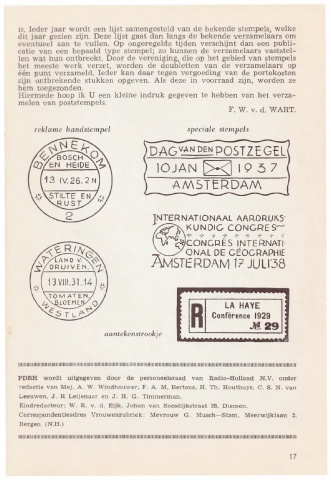 is. Ieder jaar wordt een lijst samengesteld van de bekende stempels, welke
dit jaar gezien zijn. Deze lijst gaat dan langs de bekende verzamelaars om
eventueel aan te vullen. Op ongeregelde tijden verschijnt dan een publi-
catie van een bepaald type stempel; zo kunnen de verzamelaars vaststel-
len wat hun ontbreekt. Door de vereniging, die op het gebied van stempels
het meeste werk verzet, worden de doubletten van de verzamelaars op
één punt verzameld. Ieder kan daar tegen vergoeding van de portokosten
zijn ontbrekende stukken opgeven. Als deze in voorraad zijn, worden ze
hem toegezonden.
Hiermede hoop ik U een kleine indruk gegeven te hebben van het verza-
melen van poststempels.
F. W. v. d. WART.
reklame handstempel
speciale stempels
BENNEKOM
BOSCH
EN HEIDE
13 IV.26.2N
STILTE EN
RUST
2
DAG VAN DEN POSTZEGEL
10 JAN 1937
AMSTERDAM
INTERNATIONAAL AARDRIJKS-
KUNDIG CONGRES
CONGRÈS INTERNATI-
ONAL DE GÉOGRAPHIE
AMSTERDAM 17 JULI '38
WATERINGEN
LAND V.
DRUIVEN.
13 VIII.31.14
TOMATEN.
BLOEMEN
WESTLAND
R
LA HAYE
Conférence 1929
№ 29
aantekenstrookje
PDRH wordt uitgegeven door de personeelsraad van Radio-Holland N.V. onder
redactie van Mej. A. W. Windhouwer, F. A. M. Bertens, H. Th. Houthuys, C. S. N. van
Leeuwen, J. R Leijenaar en J. H. G. Timmerman.
Eindredacteur: W. R. v. d. Eijk, Johan van Soesdijkstraat 28, Diemen.
Correspondentieadres Vrouwenrubriek: Mevrouw G. Musch—Stam, Meerwijklaan 2,
Bergen (N.H.)
17